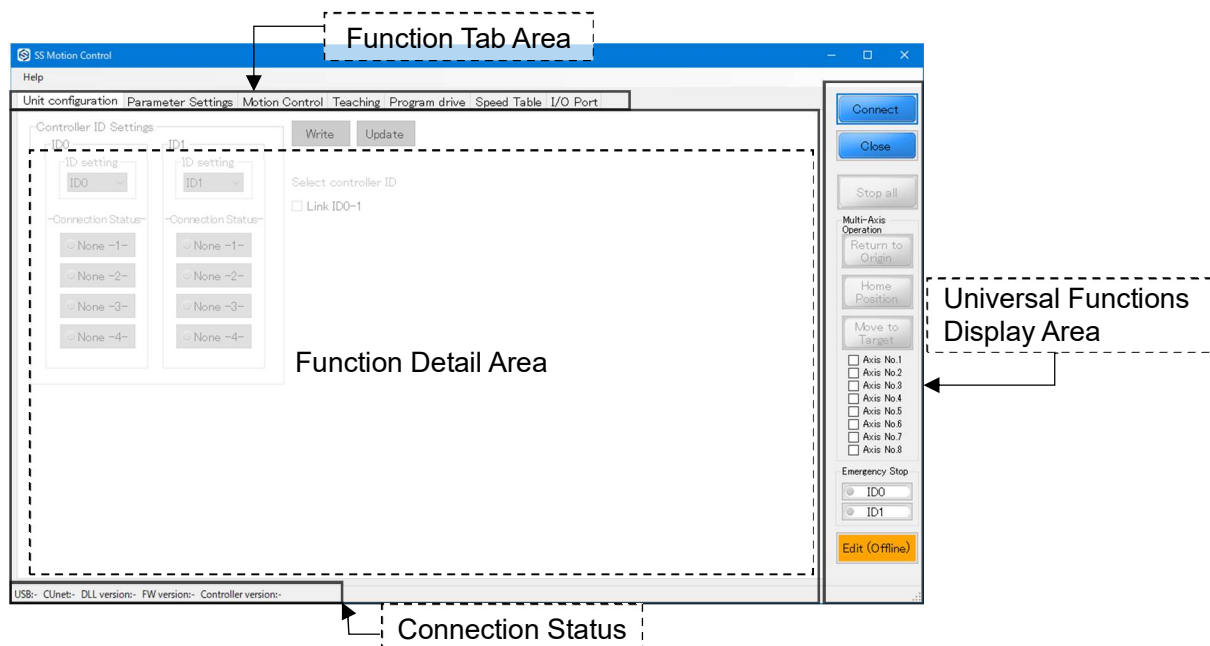 Function Tab Area
SS Motion Control
Help
Unit configuration Parameter Settings Motion Control Teaching Program drive Speed Table I/O Port
Controller ID Settings
ID0
ID setting
ID0
Connection Status
None -1-
None -2-
None -3-
None -4-
ID1
ID setting
ID1
Connection Status
None -1-
None -2-
None -3-
None -4-
Write Update
Select controller ID
Link ID0-1
Function Detail Area
Connect
Close
Stop all
Multi-Axis
Operation
Return to
Origin
Home
Position
Move to
Target
Axis No.1
Axis No.2
Axis No.3
Axis No.4
Axis No.5
Axis No.6
Axis No.7
Axis No.8
Emergency Stop
ID0
ID1
Edit (Offline)
Universal Functions
Display Area
USB:- CUnet:- DLL version:- FW version:- Controller version:-
Connection Status